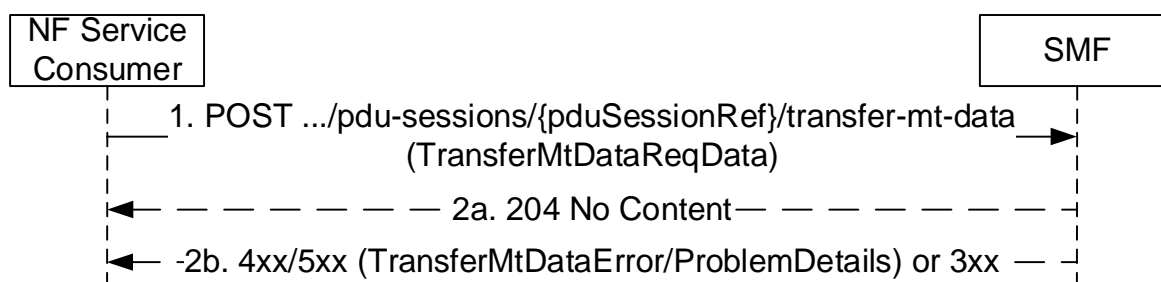 NF Service
Consumer
SMF
1. POST .../pdu-sessions/{pduSessionRef}/transfer-mt-data
(TransferMtDataReqData)
2a. 204 No Content
2b. 4xx/5xx (TransferMtDataError/ProblemDetails) or 3xx